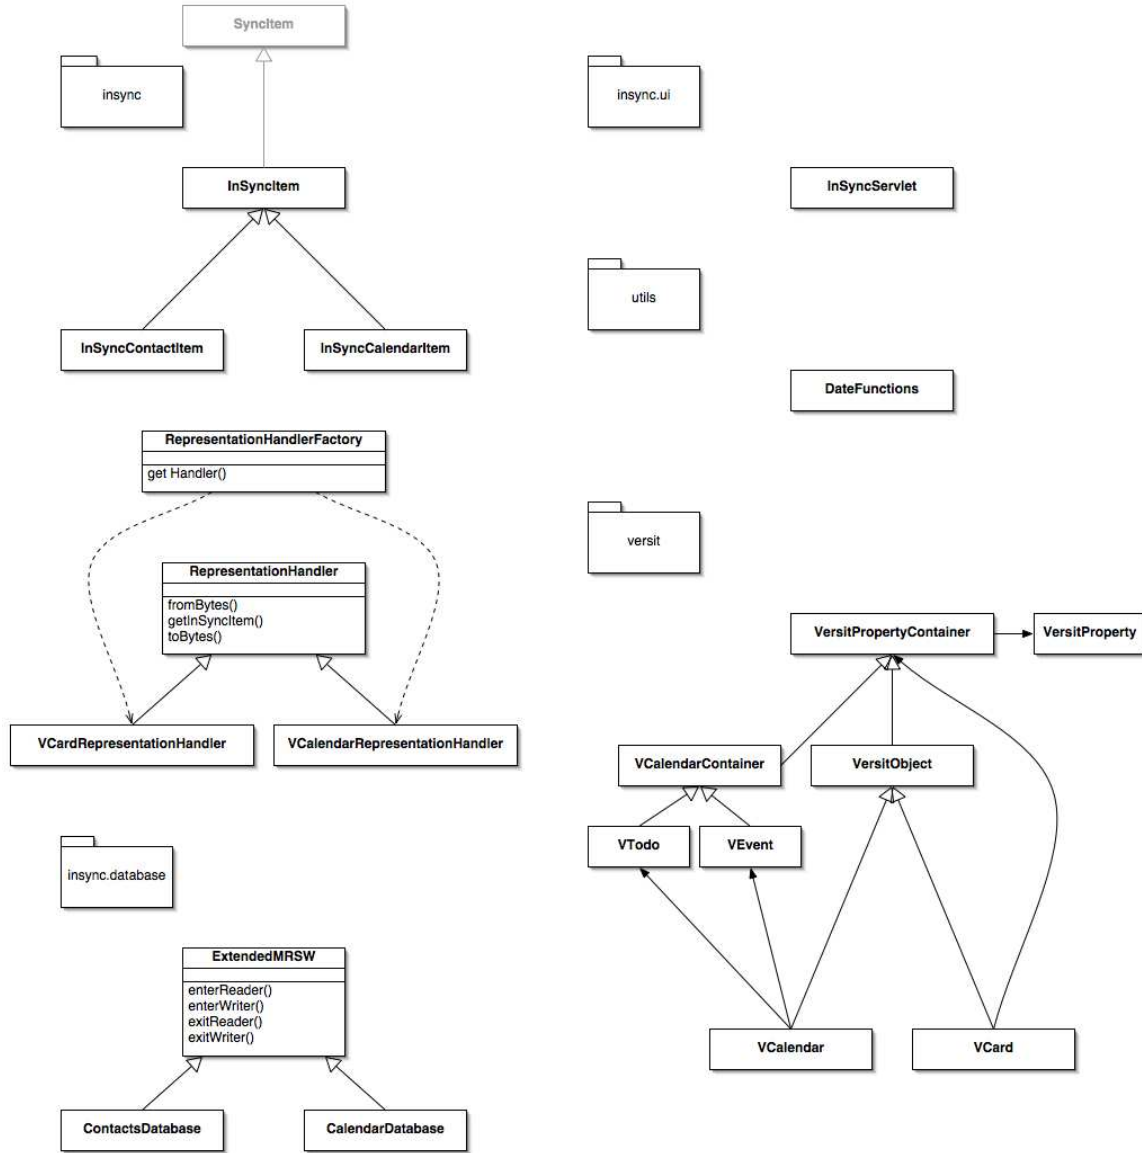 SyncItem
insync
InSyncItem
InSyncContactItem
InSyncCalendarItem
RepresentationHandlerFactory
get Handler()
RepresentationHandler
fromBytes()
getInSyncItem()
toBytes()
VCardRepresentationHandler
VCalendarRepresentationHandler
insync.database
ExtendedMRSW
enterReader()
enterWriter()
exitReader()
exitWriter()
ContactsDatabase
CalendarDatabase
insync.ui
InSyncServlet
utils
DateFunctions
versit
VersitPropertyContainer
VersitProperty
VCalendarContainer
VersitObject
VTodo
VEvent
VCalendar
VCard